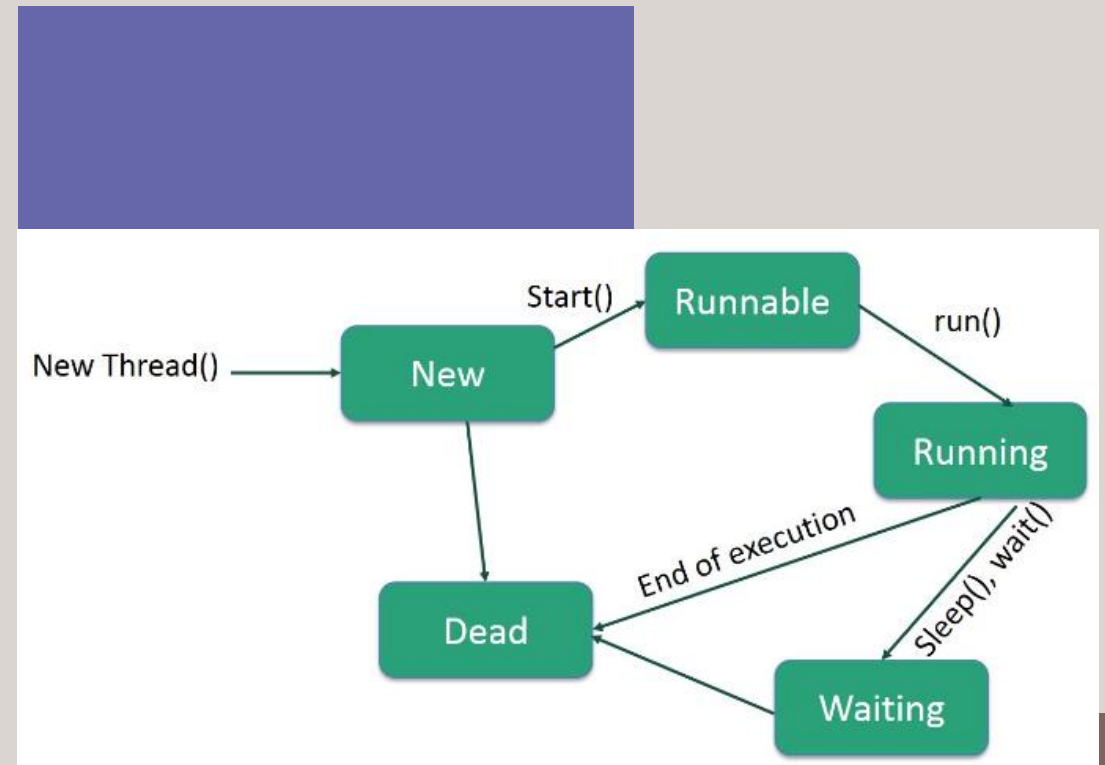 Start()
Runnable
run()
New Thread()
New
Running
End of execution
Sleep(), wait()
Dead
Waiting